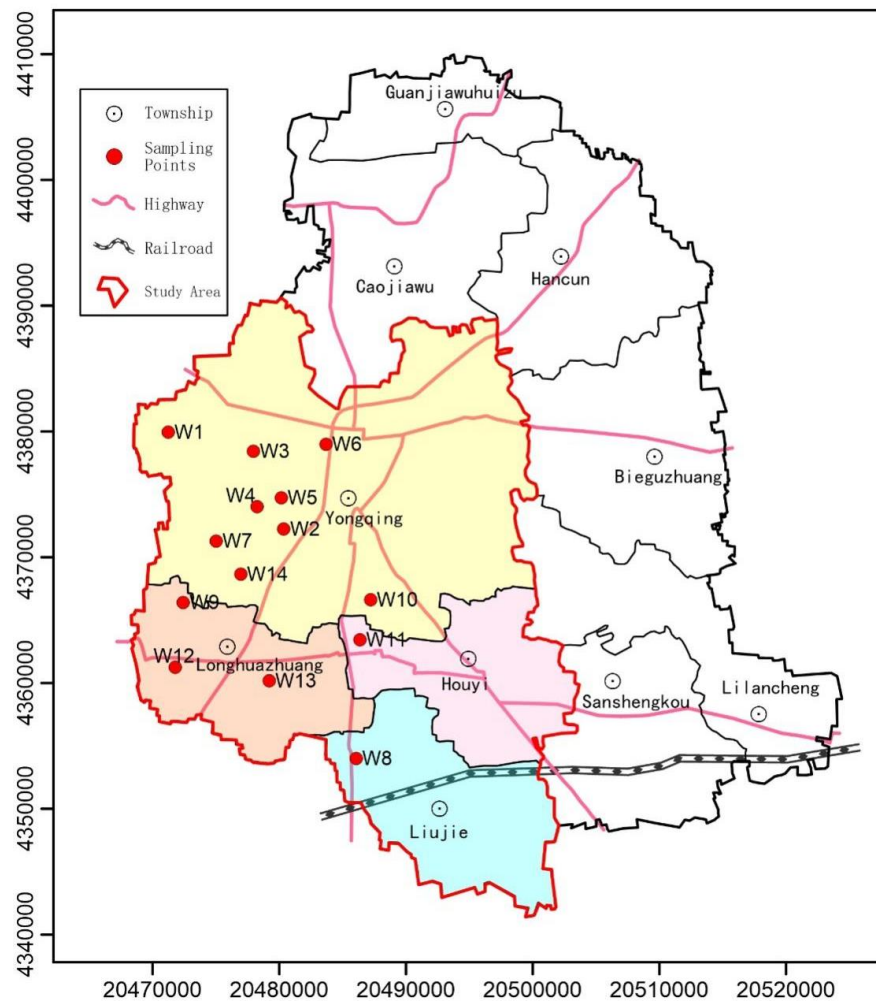 4410000
4400000
4390000
4380000
4370000
4360000
4350000
4340000
Township
Sampling
Points
Highway
Railroad
Study Area
Guanjiawuhuizu
Caojiawu
Hancun
Bieguzhuang
W1
W3
W6
W4
W5
W2
Yongqing
W7
W14
W9
W10
W11
W12
Longhuazhuang
W13
Houyi
Sanshengkou
Lilancheng
W8
Liujie
20470000 20480000 20490000 20500000 20510000 20520000